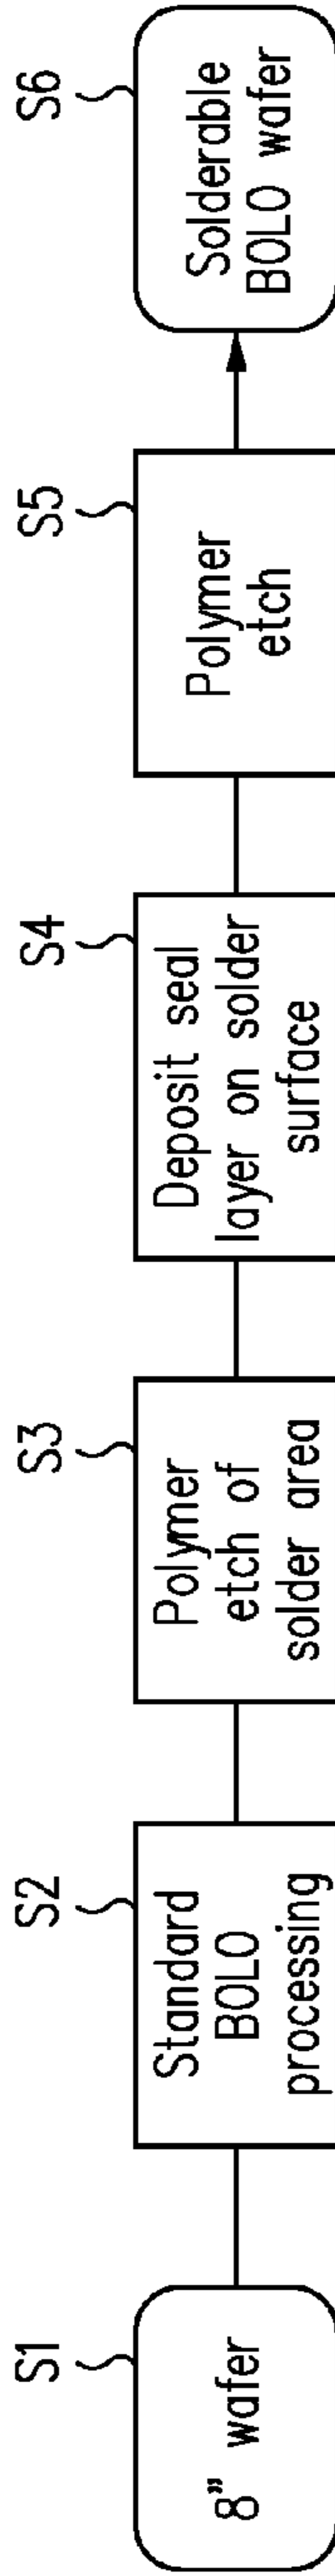 S1
8” wafer
S2
Standard
BOLO
processing
S3
Polymer
etch of
solder area
S4
Deposit seal
layer on solder
surface
S5
Polymer
etch
S6
Solderable
BOLO wafer